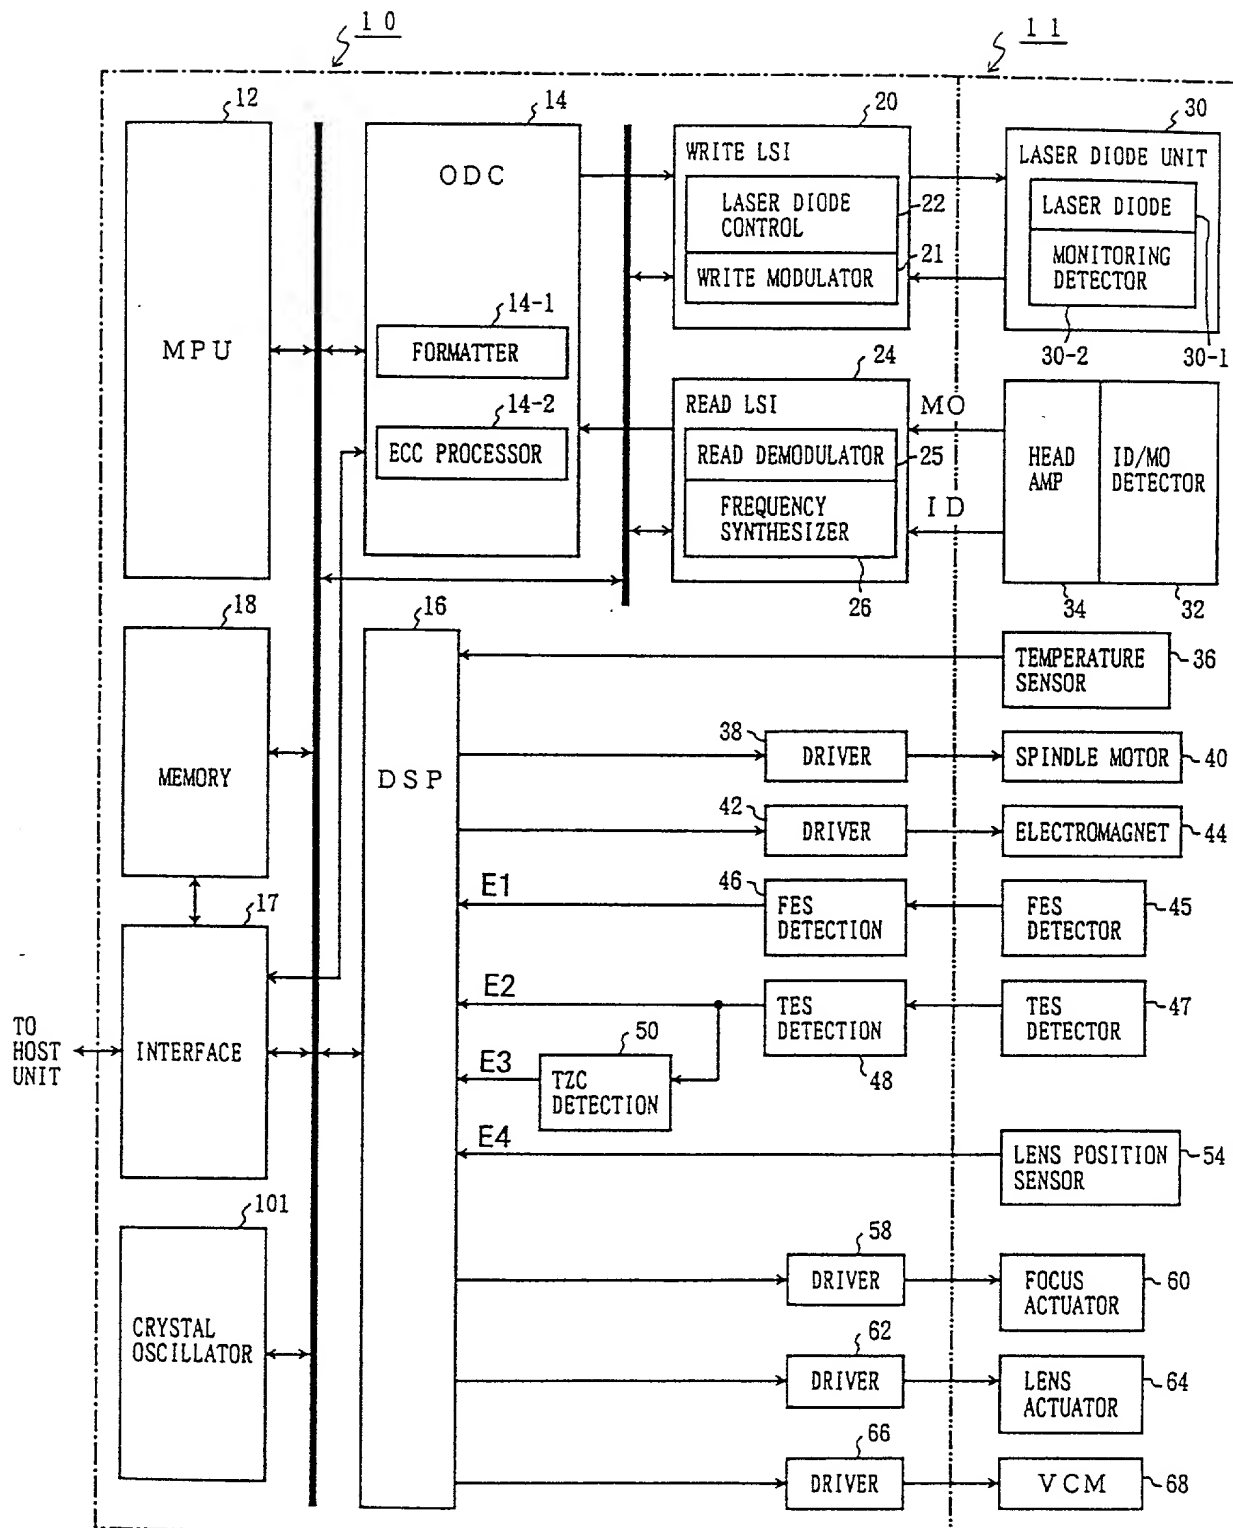 1 0
1 1
12
14
20
30
MPU
ODC
WRITE LSI
LASER DIODE
CONTROL
22
WRITE MODULATOR
21
LASER DIODE UNIT
LASER DIODE
MONITORING
DETECTOR
30-2
30-1
14-1
FORMATTER
14-2
ECC PROCESSOR
24
READ LSI
READ DEMODULATOR
25
FREQUENCY
SYNTHESIZER
26
MO
ID
HEAD
AMP
ID/MO
DETECTOR
34
32
18
MEMORY
16
DSP
TEMPERATURE
SENSOR
36
38
DRIVER
SPINDLE MOTOR
40
42
DRIVER
ELECTROMAGNET
44
E1
46
FES
DETECTION
FES
DETECTOR
45
17
INTERFACE
TO
HOST
UNIT
E2
TES
DETECTION
48
TES
DETECTOR
47
E3
50
TZC
DETECTION
E4
LENS POSITION
SENSOR
54
101
CRYSTAL
OSCILLATOR
58
DRIVER
FOCUS
ACTUATOR
60
62
DRIVER
LENS
ACTUATOR
64
66
DRIVER
VCM
68